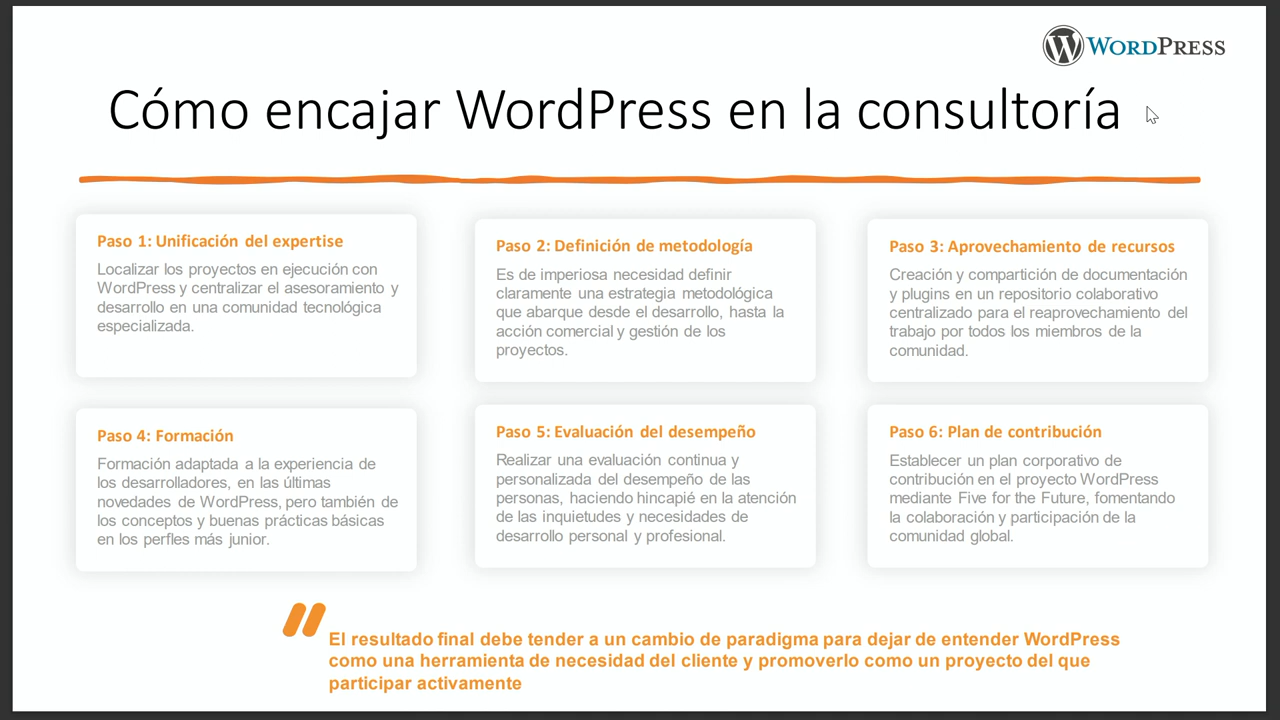 WORDPRESS
Cómo encajar WordPress en la consultoría
Paso 1: Unificación del expertise
Localizar los proyectos en ejecución con
WordPress y centralizar el asesoramiento y
desarrollo en una comunidad tecnológica
especializada.
Paso 2: Definición de metodología
Es de imperiosa necesidad definir
claramente una estrategia metodológica
que abarque desde el desarrollo, hasta la
acción comercial y gestión de los
proyectos.
Paso 3: Aprovechamiento de recursos
Creación y compartición de documentación
y plugins en un repositorio colaborativo
centralizado para el reaprovechamiento del
trabajo por todos los miembros de la
comunidad.
Paso 4: Formación
Formación adaptada a la experiencia de
los desarrolladores, en las últimas
novedades de WordPress, pero también de
los conceptos y buenas prácticas básicas
en los perfles más junior.
Paso 5: Evaluación del desempeño
Realizar una evaluación continua y
personalizada del desempeño de las
personas, haciendo hincapié en la atención
de las inquietudes y necesidades de
desarrollo personal y profesional.
Paso 6: Plan de contribución
Establecer un plan corporativo de
contribución en el proyecto WordPress
mediante Five for the Future, fomentando
la colaboración y participación de la
comunidad global.
El resultado final debe tender a un cambio de paradigma para dejar de entender WordPress
como una herramienta de necesidad del cliente y promoverlo como un proyecto del que
participar activamente